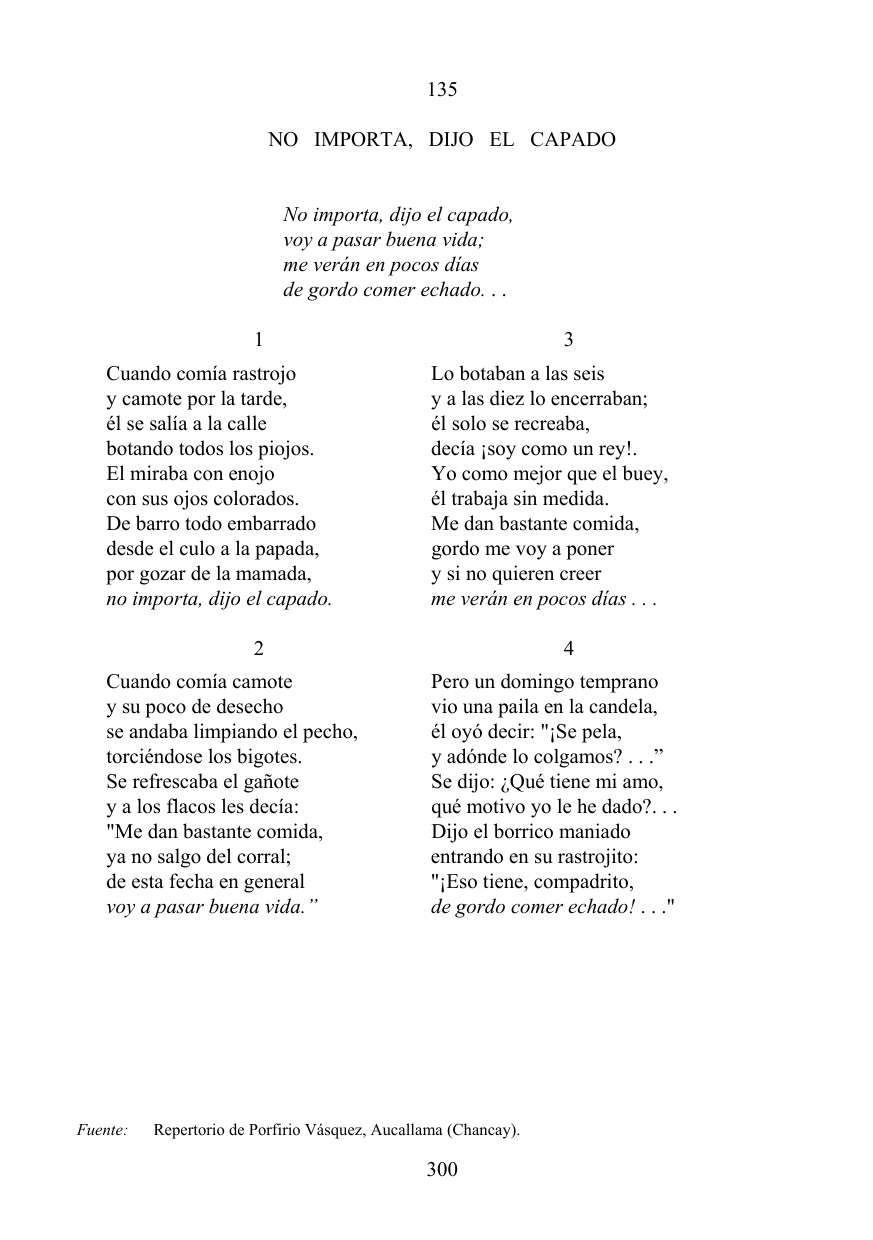 135
NO IMPORTA, DIJO EL CAPADO
No importa, dijo el capado,
voy a pasar buena vida;
me verán en pocos días
de gordo comer echado. . .
1
Cuando comía rastrojo
y camote por la tarde,
él se salía a la calle
botando todos los piojos.
El miraba con enojo
con sus ojos colorados.
De barro todo embarrado
desde el culo a la papada,
por gozar de la mamada,
no importa, dijo el capado.
2
Cuando comía camote
y su poco de desecho
se andaba limpiando el pecho,
torciéndose los bigotes.
Se refrescaba el gañote
y a los flacos les decía:
"Me dan bastante comida,
ya no salgo del corral;
de esta fecha en general
voy a pasar buena vida.”
3
Lo botaban a las seis
y a las diez lo encerraban;
él solo se recreaba,
decía ¡soy como un rey!.
Yo como mejor que el buey,
él trabaja sin medida.
Me dan bastante comida,
gordo me voy a poner
y si no quieren creer
me verán en pocos días . . .
4
Pero un domingo temprano
vio una paila en la candela,
él oyó decir: "¡Se pela,
y adónde lo colgamos? . . .”
Se dijo: ¿Qué tiene mi amo,
qué motivo yo le he dado?. . .
Dijo el borrico maniado
entrando en su rastrojito:
"¡Eso tiene, compadrito,
de gordo comer echado! . . ."
Fuente: Repertorio de Porfirio Vásquez, Aucallama (Chancay).
300